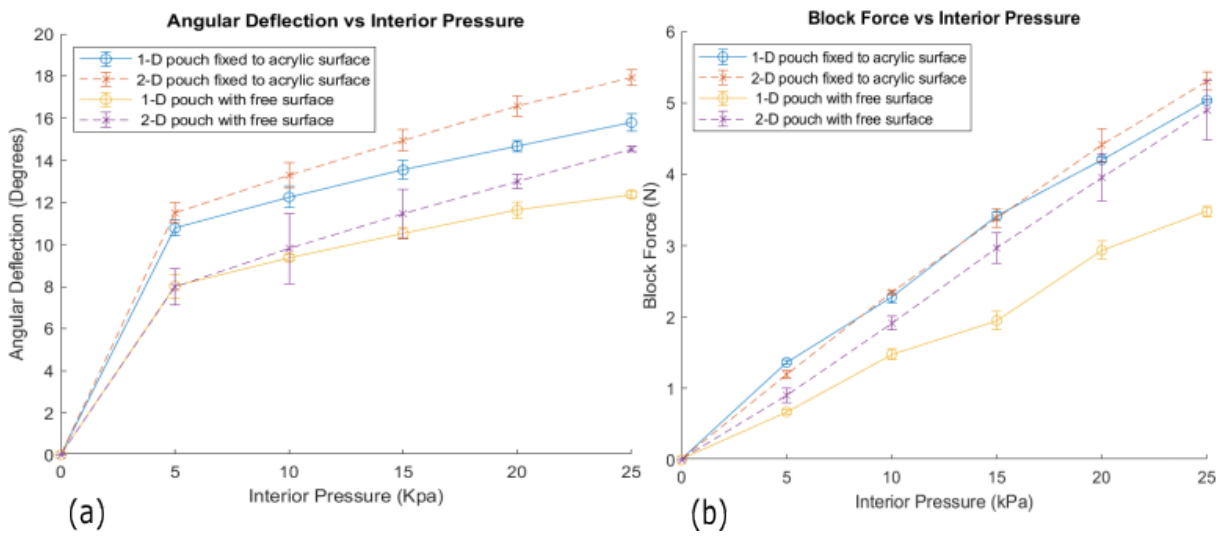 Angular Deflection vs Interior Pressure
20
18
16
14
12
10
8
6
4
2
0
Angular Deflection (Degrees)
1-D pouch fixed to acrylic surface
2-D pouch fixed to acrylic surface
1-D pouch with free surface
2-D pouch with free surface
0 5 10 15 20 25
Interior Pressure (Kpa)
(a)
Block Force vs Interior Pressure
6
5
4
3
2
1
0
Block Force (N)
1-D pouch fixed to acrylic surface
2-D pouch fixed to acrylic surface
1-D pouch with free surface
2-D pouch with free surface
0 5 10 15 20 25
Interior Pressure (kPa)
(b)